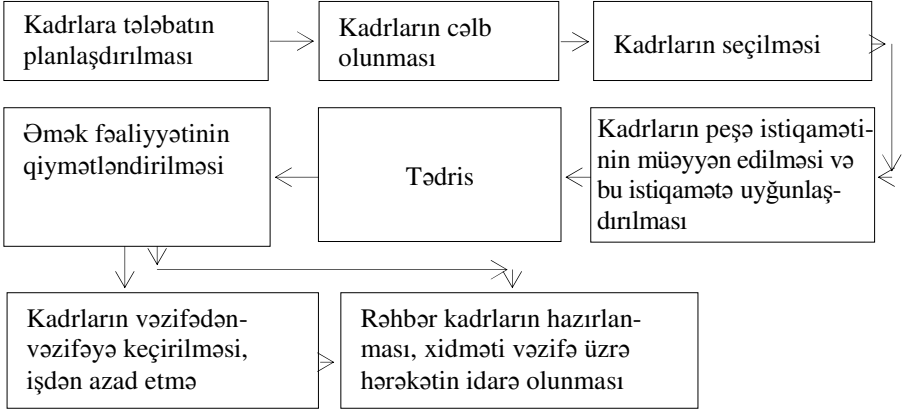 Kadrlara tələbatın
planlaşdırılması
Kadrların cəlb
olunması
Kadrların seçilməsi
Kadrların peşə istiqaməti-
nin müəyyən edilməsi və
bu istiqamətə uyğunlaş-
dırılması
Tədris
Əmək fəaliyyətinin
qiymətləndirilməsi
Kadrların vəzifədən-
vəzifəyə keçirilməsi,
işdən azad etmə
Rəhbər kadrların hazırlan-
ması, xidməti vəzifə üzrə
hərəkətin idarə olunması